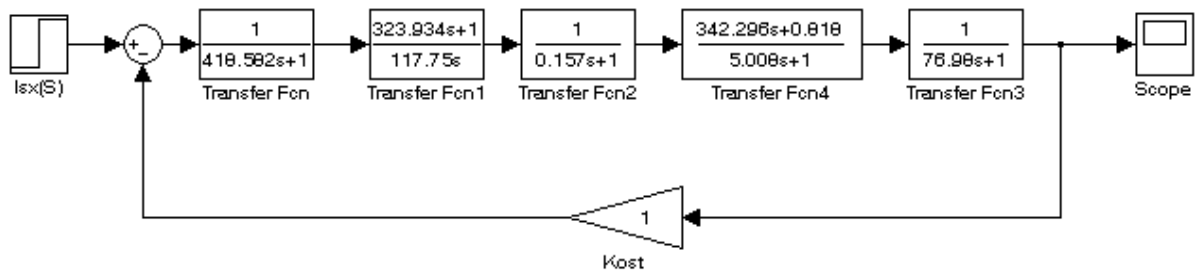 1
418.582s+1
323.934s+1
117.75s
1
0.157s+1
342.296s+0.818
5.008s+1
1
76.98s+1
Isx(S)
Transfer Fcn
Transfer Fcn1
Transfer Fcn2
Transfer Fcn4
Transfer Fcn3
Scope
1
Kost